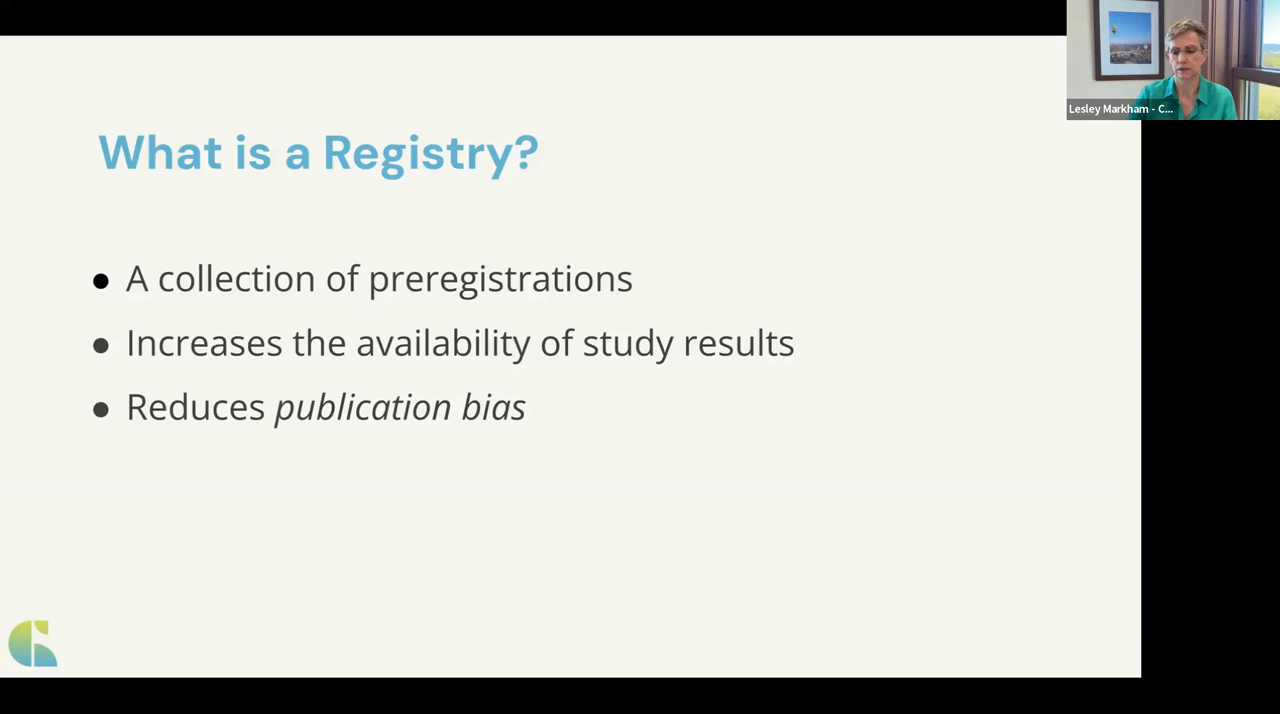 Lesley Markham - C...
What is a Registry?
● A collection of preregistrations
● Increases the availability of study results
● Reduces publication bias